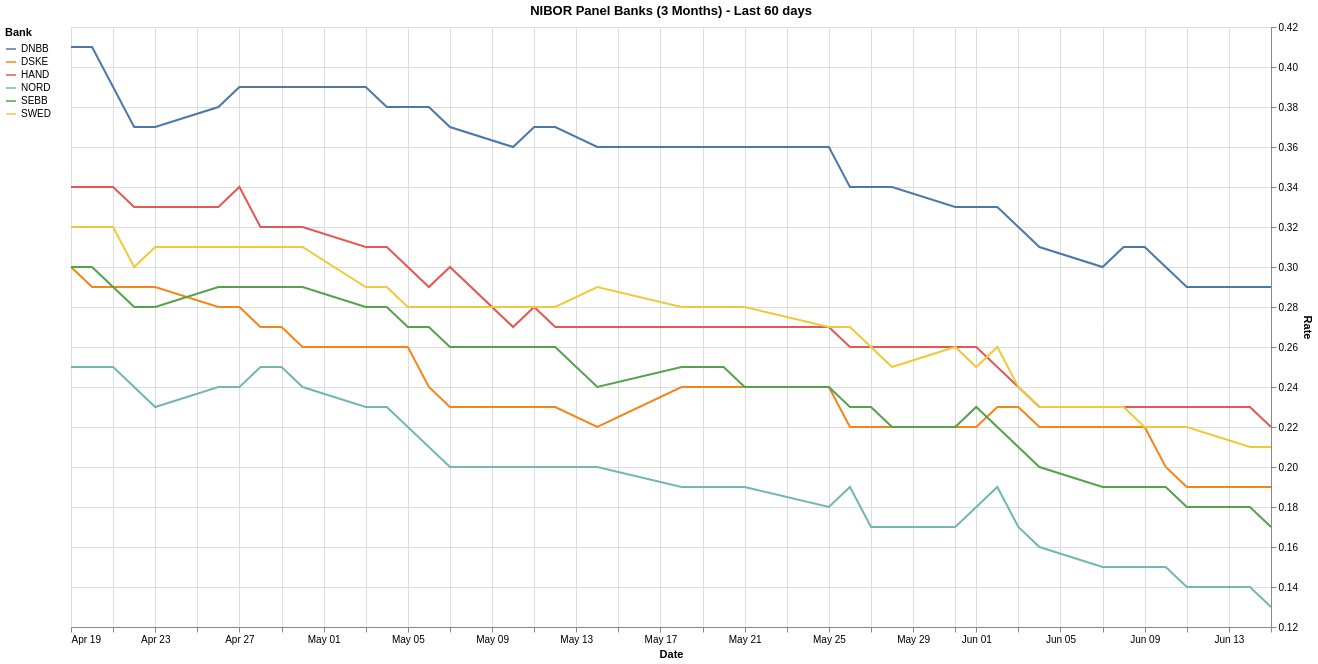 NIBOR Panel Banks (3 Months) - Last 60 days
Bank
DNBB
DSKE
HAND
NORD
SEBB
SWED
0.42
0.40
0.38
0.36
0.34
0.32
0.30
0.28
0.26
0.24
0.22
0.20
0.18
0.16
0.14
0.12
Rate
Apr 19 Apr 23 Apr 27 May 01 May 05 May 09 May 13 May 17 May 21 May 25 May 29 Jun 01 Jun 05 Jun 09 Jun 13
Date